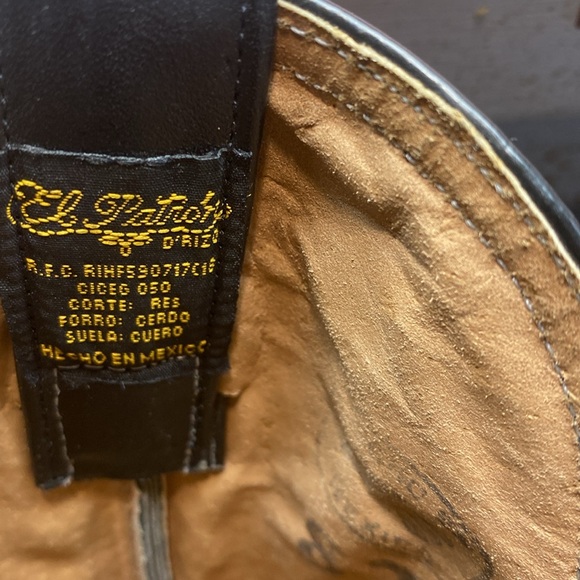 El Patrón
D'RIZO
R.F.C. RIHF590717C16
CICEG 050
CORTE: RES
FORRO: CERDO
SUELA: CUERO
HECHO EN MEXICO